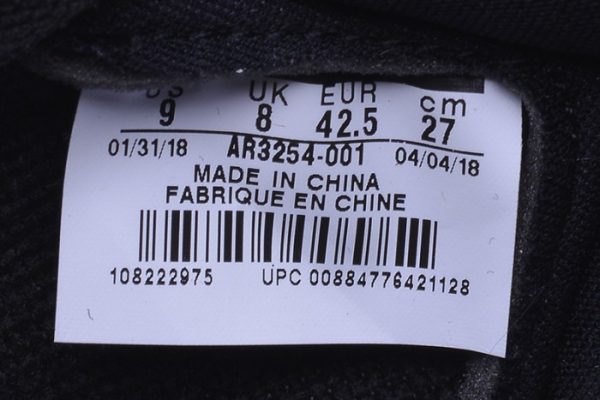 US UK EUR cm
9 8 42.5 27
01/31/18 AR3254-001 04/04/18
MADE IN CHINA
FABRIQUE EN CHINE
108222975 UPC 00884776421128